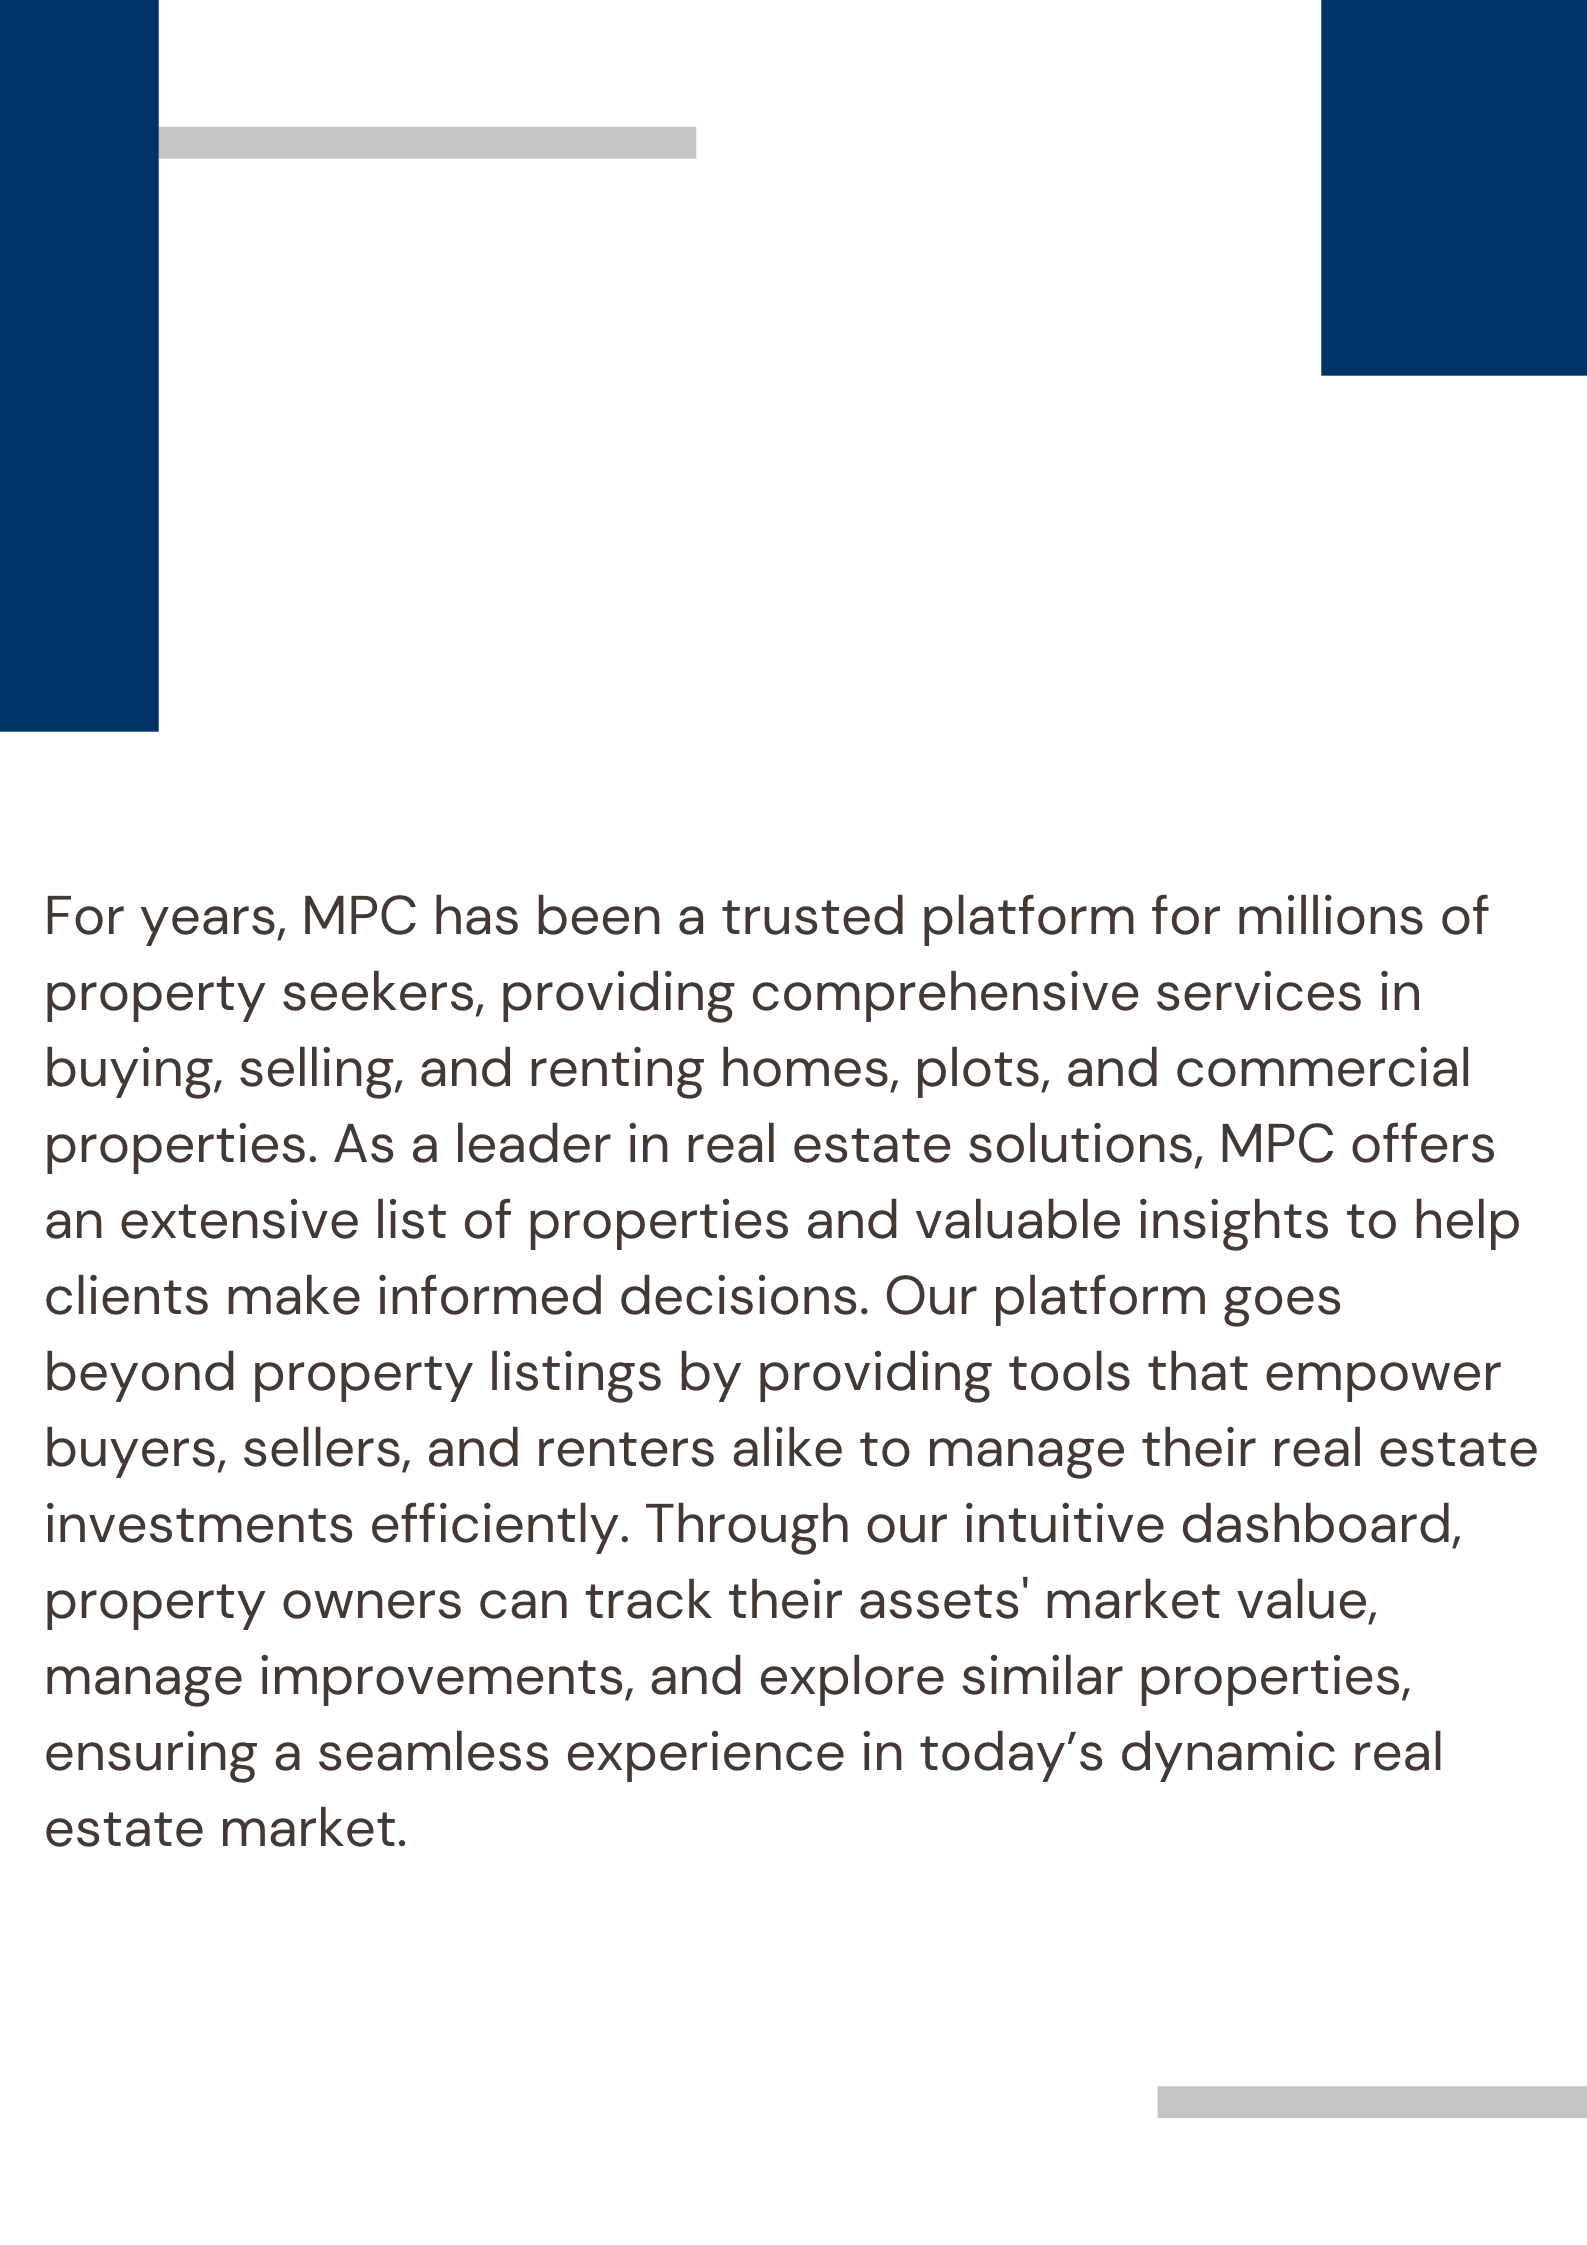 For years, MPC has been a trusted platform for millions of
property seekers, providing comprehensive services in
buying, selling, and renting homes, plots, and commercial
properties. As a leader in real estate solutions, MPC offers
an extensive list of properties and valuable insights to help
clients make informed decisions. Our platform goes
beyond property listings by providing tools that empower
buyers, sellers, and renters alike to manage their real estate
investments efficiently. Through our intuitive dashboard,
property owners can track their assets' market value,
manage improvements, and explore similar properties,
ensuring a seamless experience in today’s dynamic real
estate market.